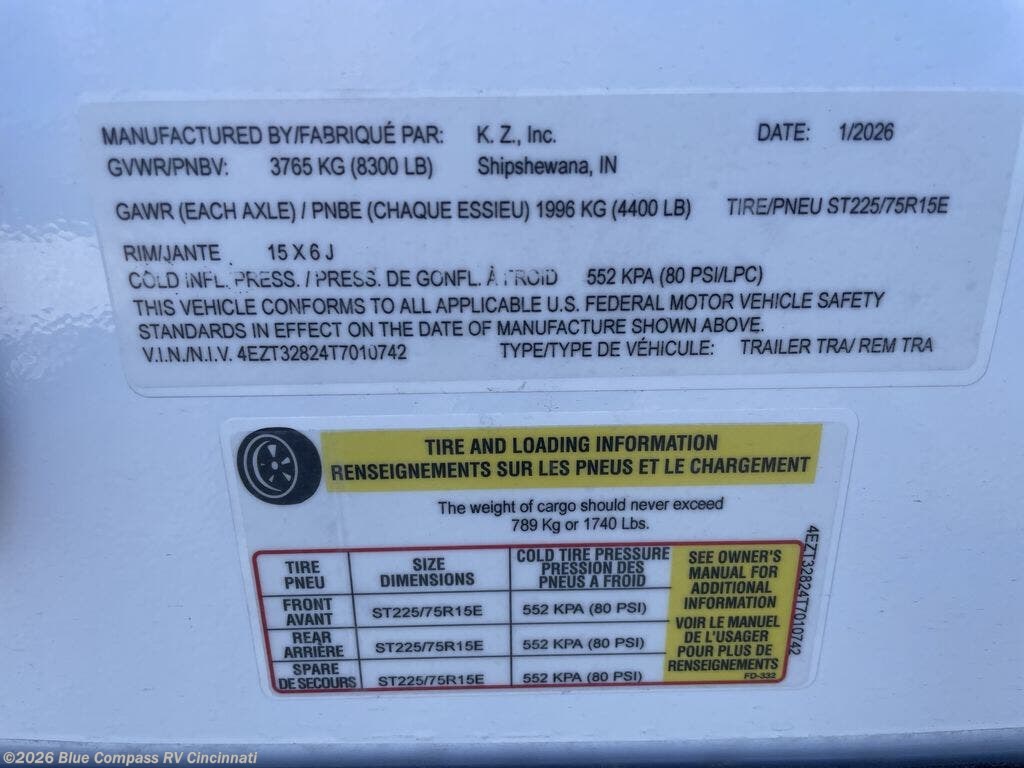 MANUFACTURED BY/FABRIQUÉ PAR: K. Z., Inc. DATE: 1/2026
GVWR/PNBV: 3765 KG (8300 LB) Shipshewana, IN
GAWR (EACH AXLE) / PNBE (CHAQUE ESSIEU) 1996 KG (4400 LB) TIRE/PNEU ST225/75R15E
RIM/JANTE 15 X 6 J
COLD INFL. PRESS. / PRESS. DE GONFL. À FROID 552 KPA (80 PSI/LPC)
THIS VEHICLE CONFORMS TO ALL APPLICABLE U.S. FEDERAL MOTOR VEHICLE SAFETY
STANDARDS IN EFFECT ON THE DATE OF MANUFACTURE SHOWN ABOVE.
V.I.N./N.I.V. 4EZT32824T7010742 TYPE/TYPE DE VÉHICULE: TRAILER TRA/ REM TRA
TIRE AND LOADING INFORMATION
RENSEIGNEMENTS SUR LES PNEUS ET LE CHARGEMENT
The weight of cargo should never exceed
789 Kg or 1740 Lbs.
TIRE
PNEU
SIZE
DIMENSIONS
COLD TIRE PRESSURE
PRESSION DES
PNEUS A FROID
FRONT
AVANT
ST225/75R15E
552 KPA (80 PSI)
REAR
ARRIÈRE
ST225/75R15E
552 KPA (80 PSI)
SPARE
DE SECOURS
ST225/75R15E
552 KPA (80 PSI)
SEE OWNER'S
MANUAL FOR
ADDITIONAL
INFORMATION
VOIR LE MANUEL
DE L'USAGER
POUR PLUS DE
RENSEIGNEMENTS
FD-332
4EZT32824T7010742
©2026 Blue Compass RV Cincinnati